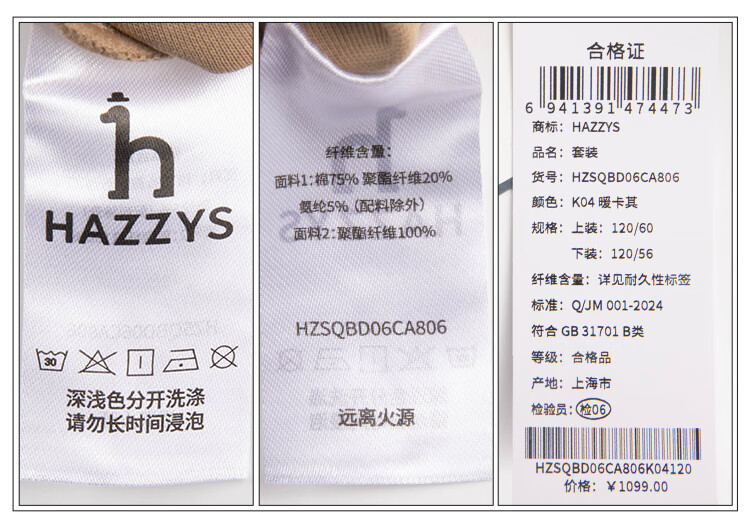 HAZZYS
30
深浅色分开洗涤
请勿长时间浸泡
纤维含量：
面料1：棉75% 聚酯纤维20%
氨纶5%（配料除外）
面料2：聚酯纤维100%
HZSQBD06CA806
远离火源
合格证
6 941391 474473
商标： HAZZYS
品名： 套装
货号： HZSQBD06CA806
颜色： K04 暖卡其
规格： 上装：120/60
下装：120/56
纤维含量：详见耐久性标签
标准： Q/JM 001-2024
符合 GB 31701 B类
等级： 合格品
产地： 上海市
检验员：检06
HZSQBD06CA806K04120
价格：￥1099.00